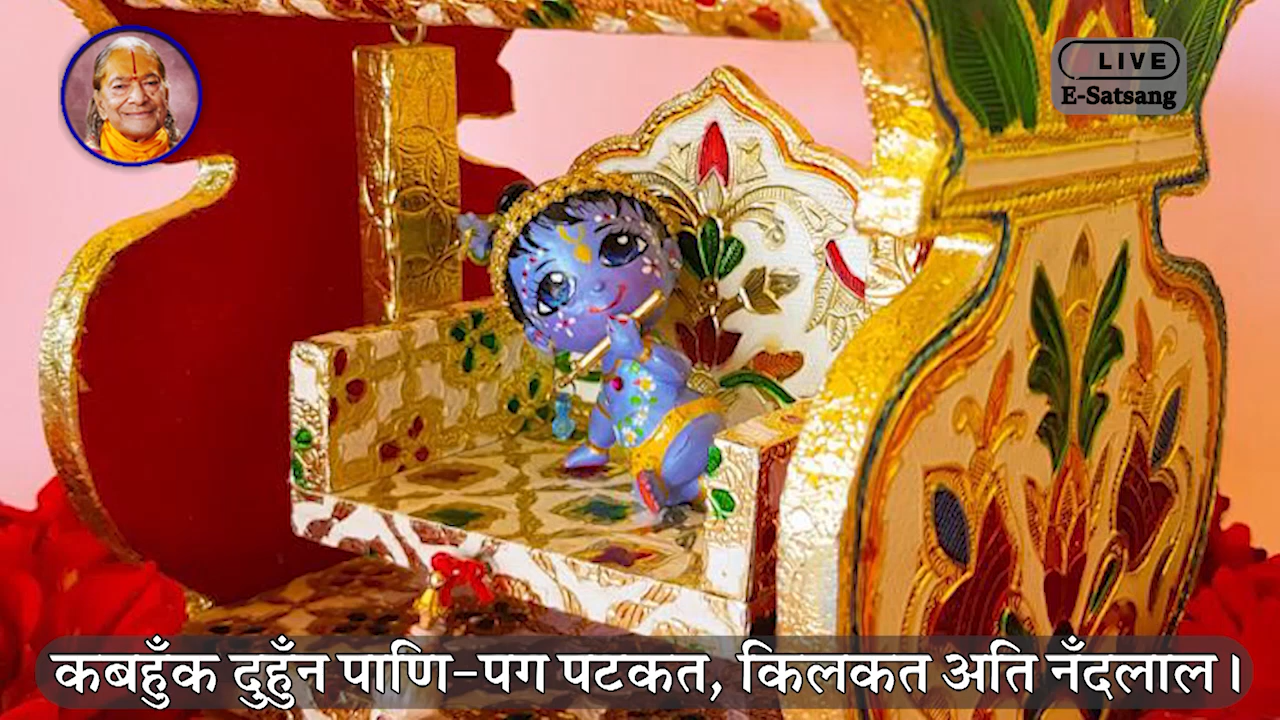 LIVE
E-Satsang
कबहुँक दुहुँन पाणि-पग पटकत, किलकत अति नँदलाल।